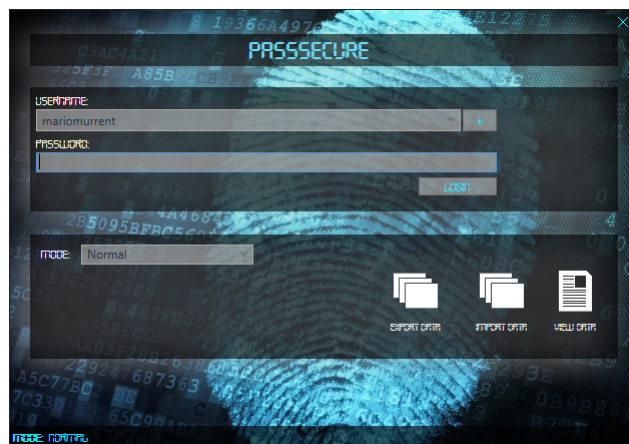 PASSSECURE
USERNAME:
mariomurrent
+
PASSWORD:
LOGIN
MODE: Normal
EXPORT DATA IMPORT DATA VIEW DATA
MODE: NORMAL